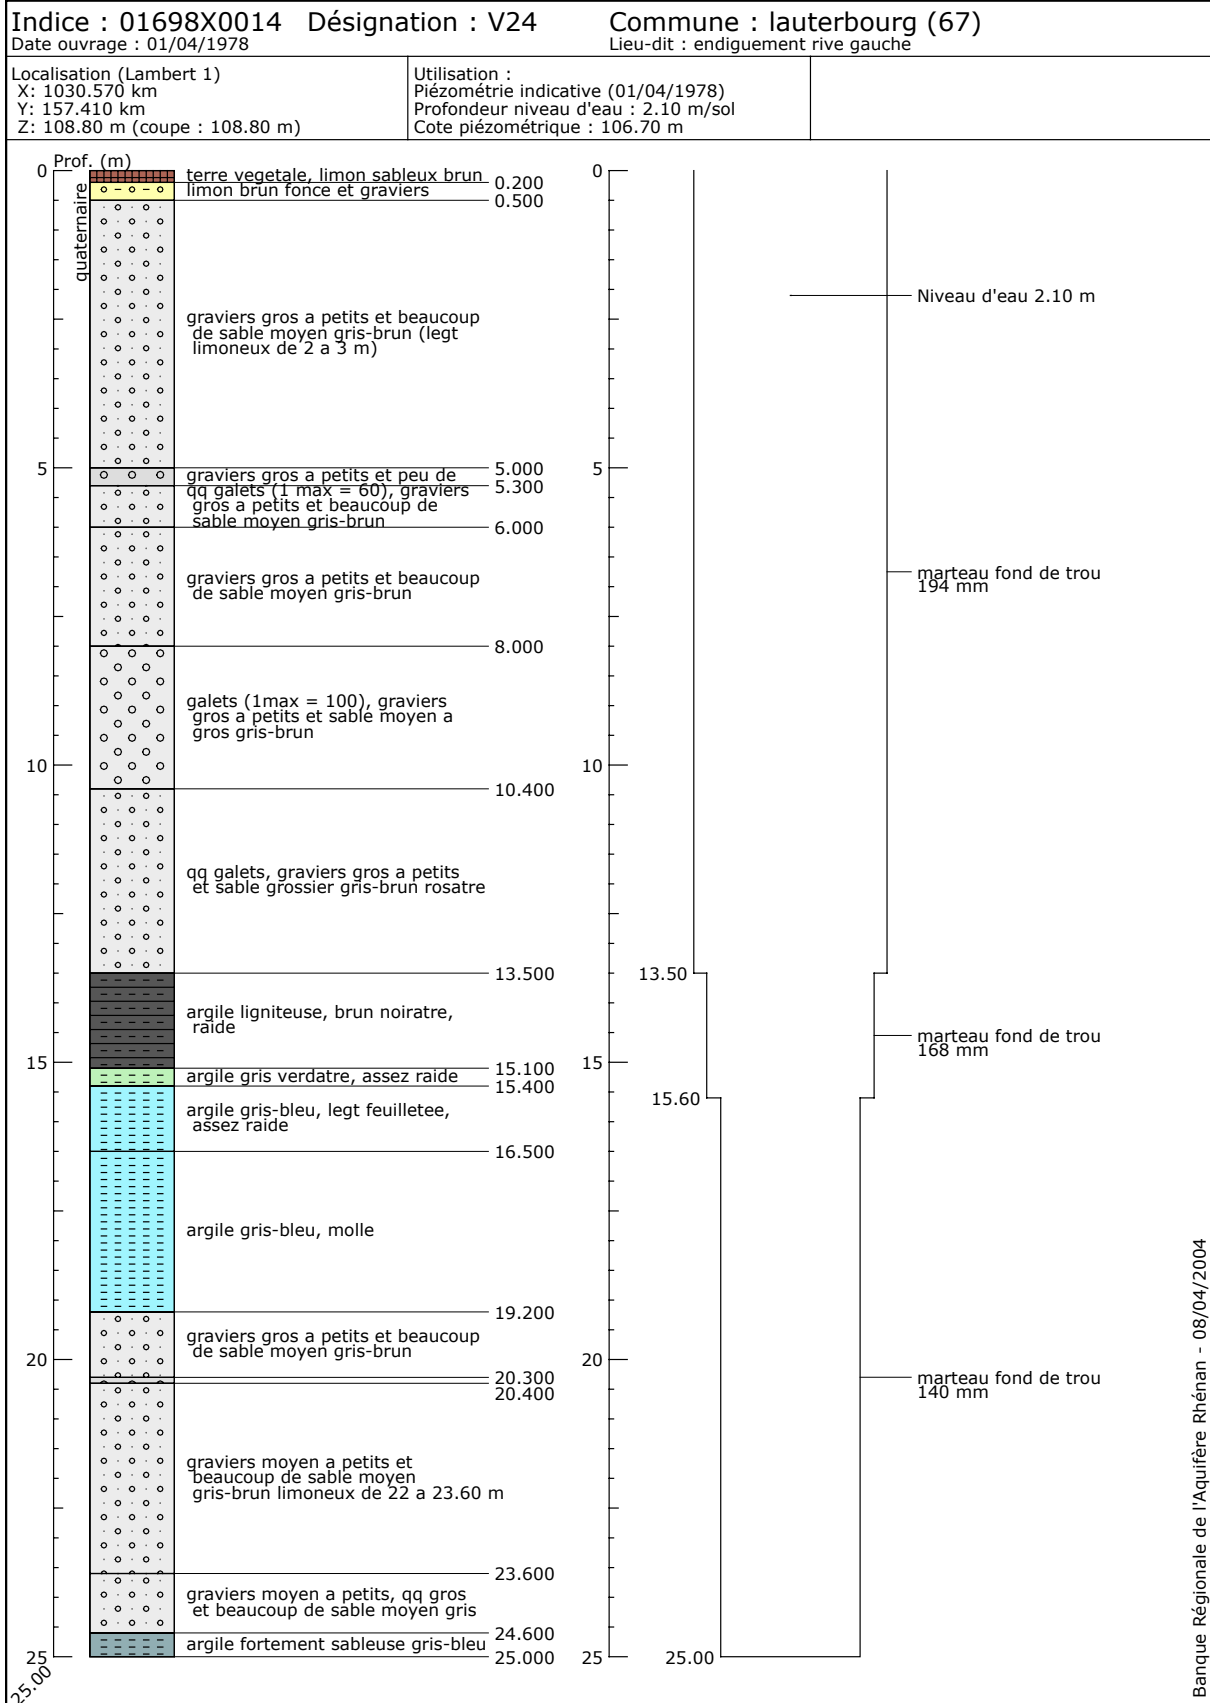 Indice : 01698X0014 Désignation : V24 Commune : lauterbourg (67)
Date ouvrage : 01/04/1978 Lieu-dit : endiguement rive gauche
Localisation (Lambert 1)
X: 1030.570 km
Y: 157.410 km
Z: 108.80 m (coupe : 108.80 m)
Utilisation :
Piézométrie indicative (01/04/1978)
Profondeur niveau d'eau : 2.10 m/sol
Cote piézométrique : 106.70 m
Prof. (m)
0
5
10
15
20
25
25.00
quaternaire
terre vegetale, limon sableux brun
0.200
limon brun fonce et graviers
0.500
graviers gros a petits et beaucoup
de sable moyen gris-brun (legt
limoneux de 2 a 3 m)
5.000
graviers gros a petits et peu de
5.300
qq galets (1 max = 60), graviers
gros a petits et beaucoup de
sable moyen gris-brun
6.000
graviers gros a petits et beaucoup
de sable moyen gris-brun
8.000
galets (1max = 100), graviers
gros a petits et sable moyen a
gros gris-brun
10.400
qq galets, graviers gros a petits
et sable grossier gris-brun rosatre
13.500
argile ligniteuse, brun noiratre,
raide
15.100
argile gris verdatre, assez raide
15.400
argile gris-bleu, legt feuilletee,
assez raide
16.500
argile gris-bleu, molle
19.200
graviers gros a petits et beaucoup
de sable moyen gris-brun
20.300
20.400
graviers moyen a petits et
beaucoup de sable moyen
gris-brun limoneux de 22 a 23.60 m
23.600
graviers moyen a petits, qq gros
et beaucoup de sable moyen gris
24.600
argile fortement sableuse gris-bleu
25.000
0
5
10
15
20
25
13.50
15.60
25.00
Niveau d'eau 2.10 m
marteau fond de trou
194 mm
marteau fond de trou
168 mm
marteau fond de trou
140 mm
Banque Régionale de l'Aquifère Rhénan - 08/04/2004